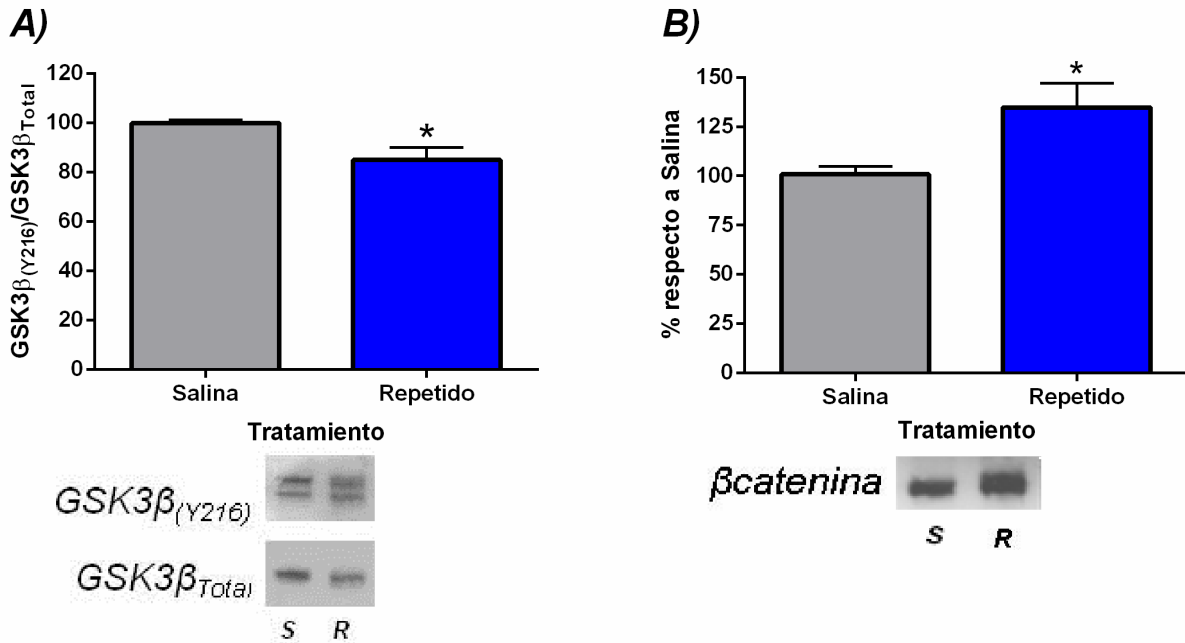 A)
GSK3β(Y216)/GSK3βTotal
120
100
80
60
40
20
0
*
Salina
Repetido
Tratamiento
GSK3β(Y216)
GSK3βTotal
S R
B)
% respecto a Salina
150
125
100
75
50
25
0
*
Salina
Repetido
Tratamiento
βcatenina
S R